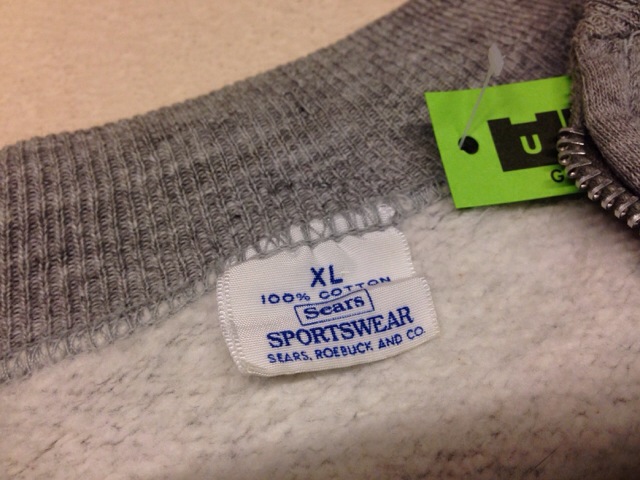 XL
100% COTTON
Sears
SPORTSWEAR
SEARS, ROEBUCK AND CO.
U
G